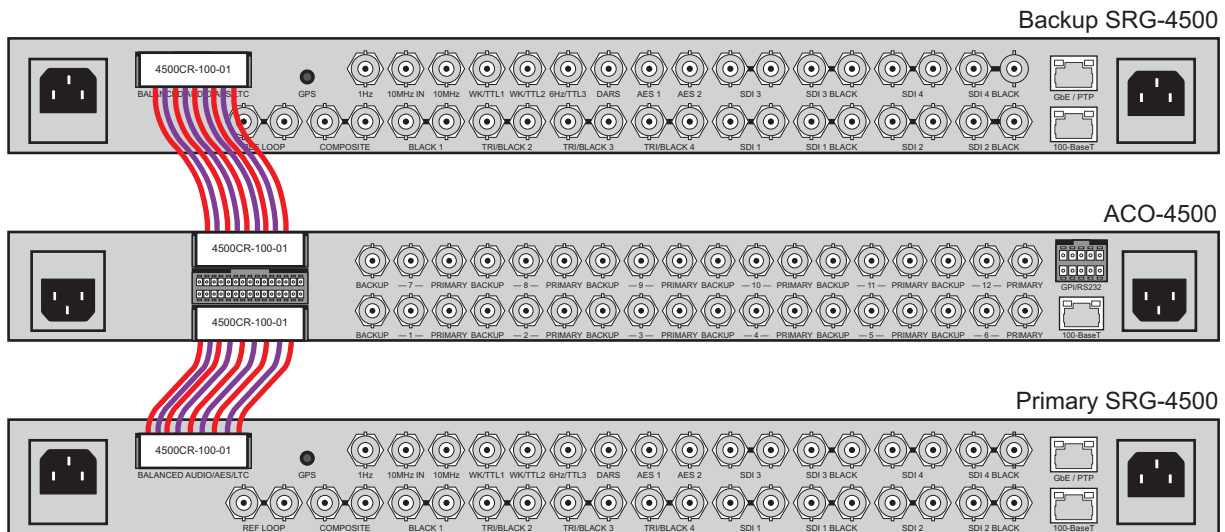 Backup SRG-4500
4500CR-100-01
BALANCED AUDIO/AES/LTC
GPS
1Hz 10MHz IN 10MHz WK/TTL1 WK/TTL2 6Hz/TTL3 DARS AES 1 AES 2 SDI 3 SDI 3 BLACK SDI 4 SDI 4 BLACK
GbE / PTP
REF LOOP COMPOSITE BLACK 1 TRI/BLACK 2 TRI/BLACK 3 TRI/BLACK 4 SDI 1 SDI 1 BLACK SDI 2 SDI 2 BLACK
100-BaseT
ACO-4500
4500CR-100-01
BACKUP — 7 — PRIMARY BACKUP — 8 — PRIMARY BACKUP — 9 — PRIMARY BACKUP — 10 — PRIMARY BACKUP — 11 — PRIMARY BACKUP — 12 — PRIMARY
GPI/RS232
4500CR-100-01
BACKUP — 1 — PRIMARY BACKUP — 2 — PRIMARY BACKUP — 3 — PRIMARY BACKUP — 4 — PRIMARY BACKUP — 5 — PRIMARY BACKUP — 6 — PRIMARY
100-BaseT
Primary SRG-4500
4500CR-100-01
BALANCED AUDIO/AES/LTC
GPS
1Hz 10MHz IN 10MHz WK/TTL1 WK/TTL2 6Hz/TTL3 DARS AES 1 AES 2 SDI 3 SDI 3 BLACK SDI 4 SDI 4 BLACK
GbE / PTP
REF LOOP COMPOSITE BLACK 1 TRI/BLACK 2 TRI/BLACK 3 TRI/BLACK 4 SDI 1 SDI 1 BLACK SDI 2 SDI 2 BLACK
100-BaseT